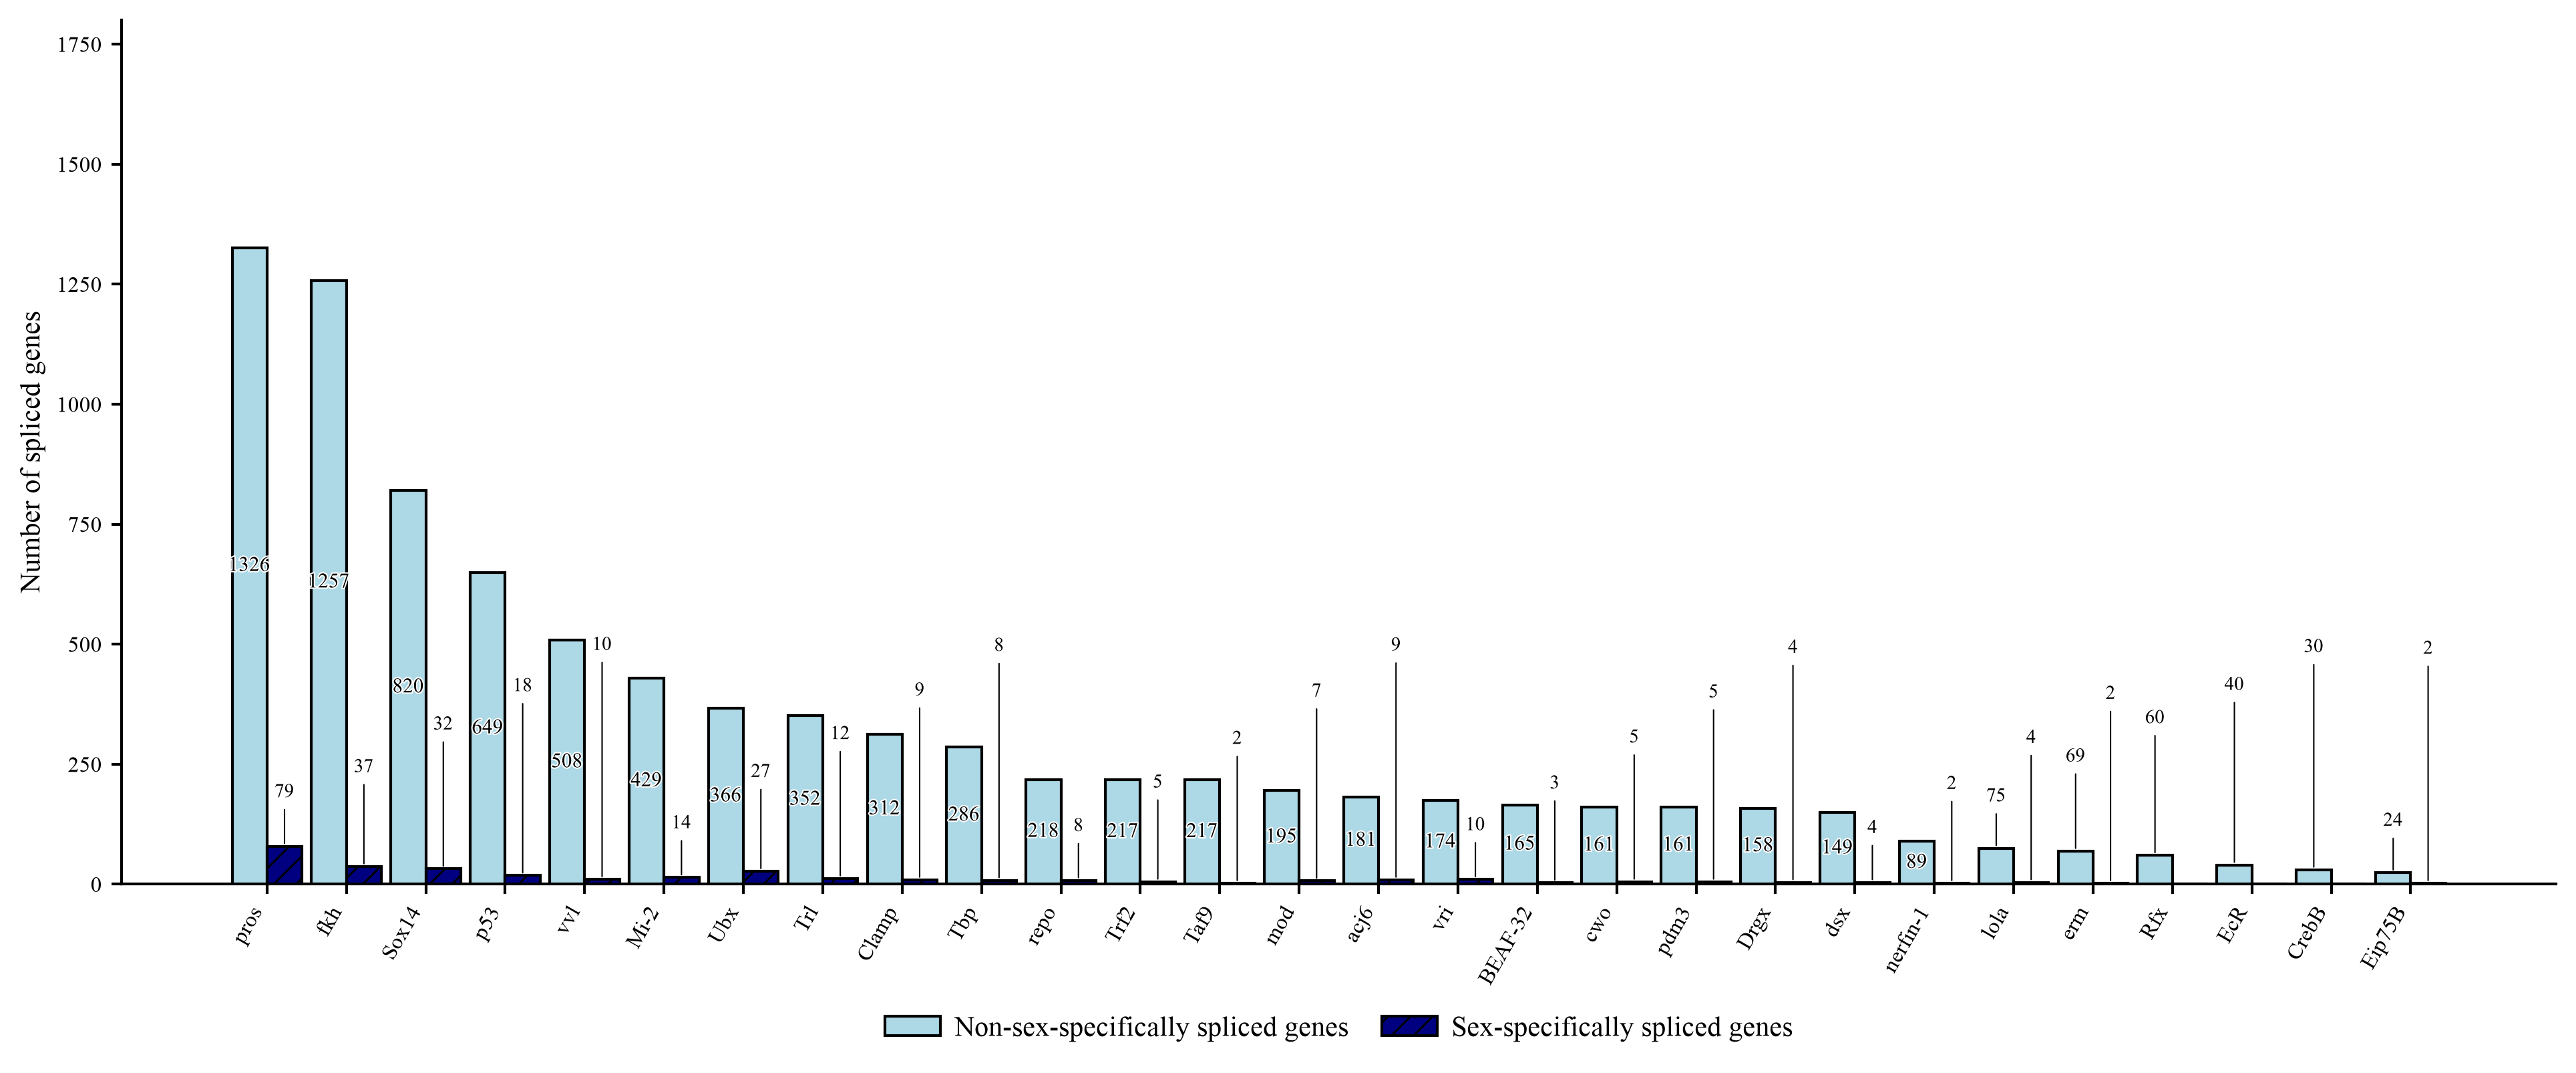 Number of spliced genes
1750
1500
1250
1000
750
500
250
0
1326
79
1257
37
820
32
649
18
508
10
429
14
366
27
352
12
312
9
286
8
218
8
217
5
217
2
195
7
181
9
174
10
165
3
161
5
161
5
158
4
149
4
89
2
75
4
69
2
60
40
30
24
2
pros
fkh
Sox14
p53
vvl
Mi-2
Ubx
Trl
Clamp
Tbp
repo
Trf2
Taf9
mod
acj6
vri
BEAF-32
cwo
pdm3
Drgx
dsx
nerfin-1
lola
erm
Rfx
EcR
CrebB
Eip75B
Non-sex-specifically spliced genes
Sex-specifically spliced genes